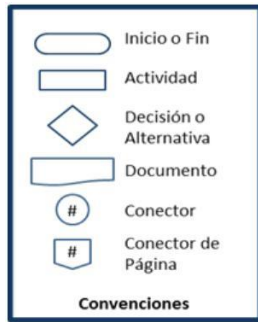 Inicio o Fin
Actividad
Decisión o
Alternativa
Documento
# Conector
# Conector de
Página
Convenciones